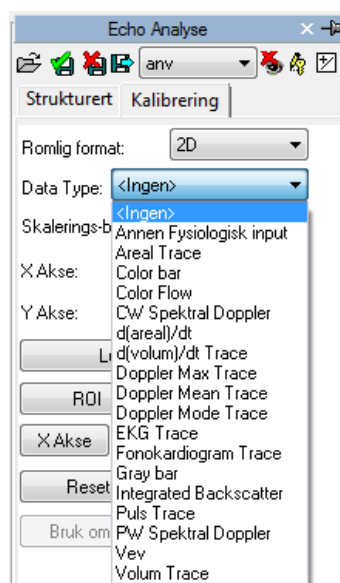 Echo Analyse
anv
Strukturert Kalibrering
Romlig format: 2D
Data Type: <Ingen>
<Ingen>
Skalerings-b
Annen Fysiologisk input
Areal Trace
X Akse:
Color bar
Color Flow
Y Akse:
CW Spektral Doppler
d(areal)/dt
d(volum)/dt Trace
Doppler Max Trace
ROI
Doppler Mean Trace
Doppler Mode Trace
X Akse
EKG Trace
Fonokardiogram Trace
Gray bar
Reset
Integrated Backscatter
Puls Trace
Bruk om
PW Spektral Doppler
Vev
Volum Trace